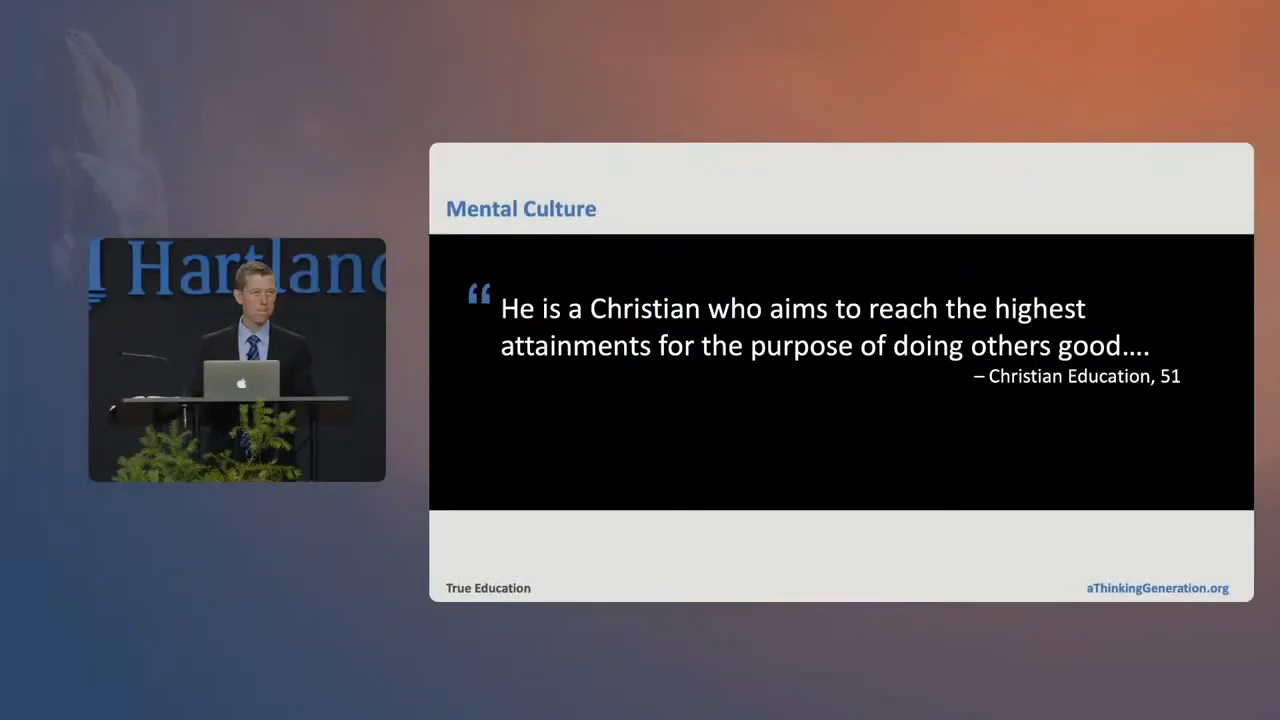 Hartland
Mental Culture
“ He is a Christian who aims to reach the highest
attainments for the purpose of doing others good….
– Christian Education, 51
True Education
aThinkingGeneration.org